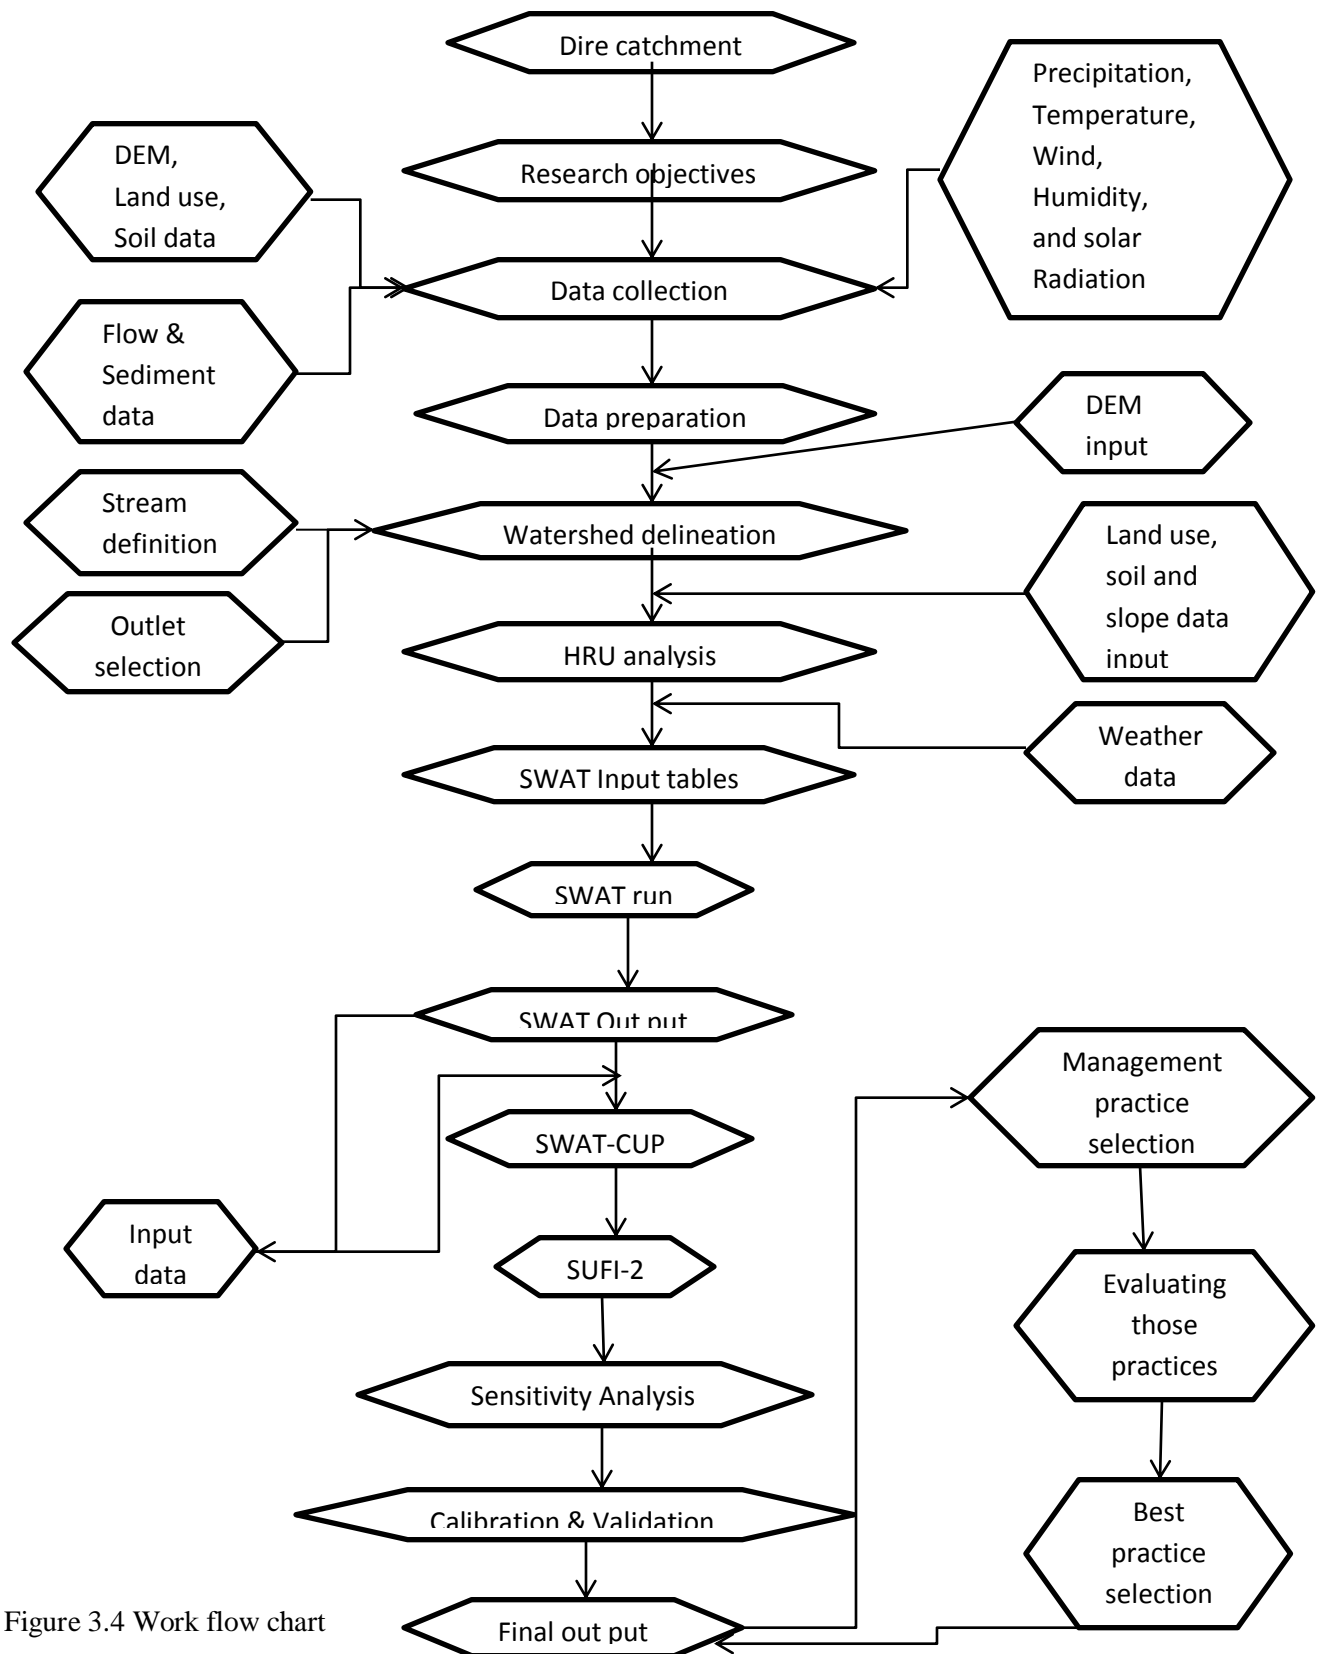 Dire catchment
Precipitation,
Temperature,
Wind,
Humidity,
and solar
Radiation
DEM,
Land use,
Soil data
Research objectives
Data collection
Flow &
Sediment
data
Data preparation
DEM
input
Stream
definition
Watershed delineation
Land use,
soil and
slope data
input
Outlet
selection
HRU analysis
Weather
data
SWAT Input tables
SWAT run
SWAT Out put
Management
practice
selection
SWAT-CUP
Input
data
SUFI-2
Evaluating
those
practices
Sensitivity Analysis
Calibration & Validation
Best
practice
selection
Final out put
Figure 3.4 Work flow chart